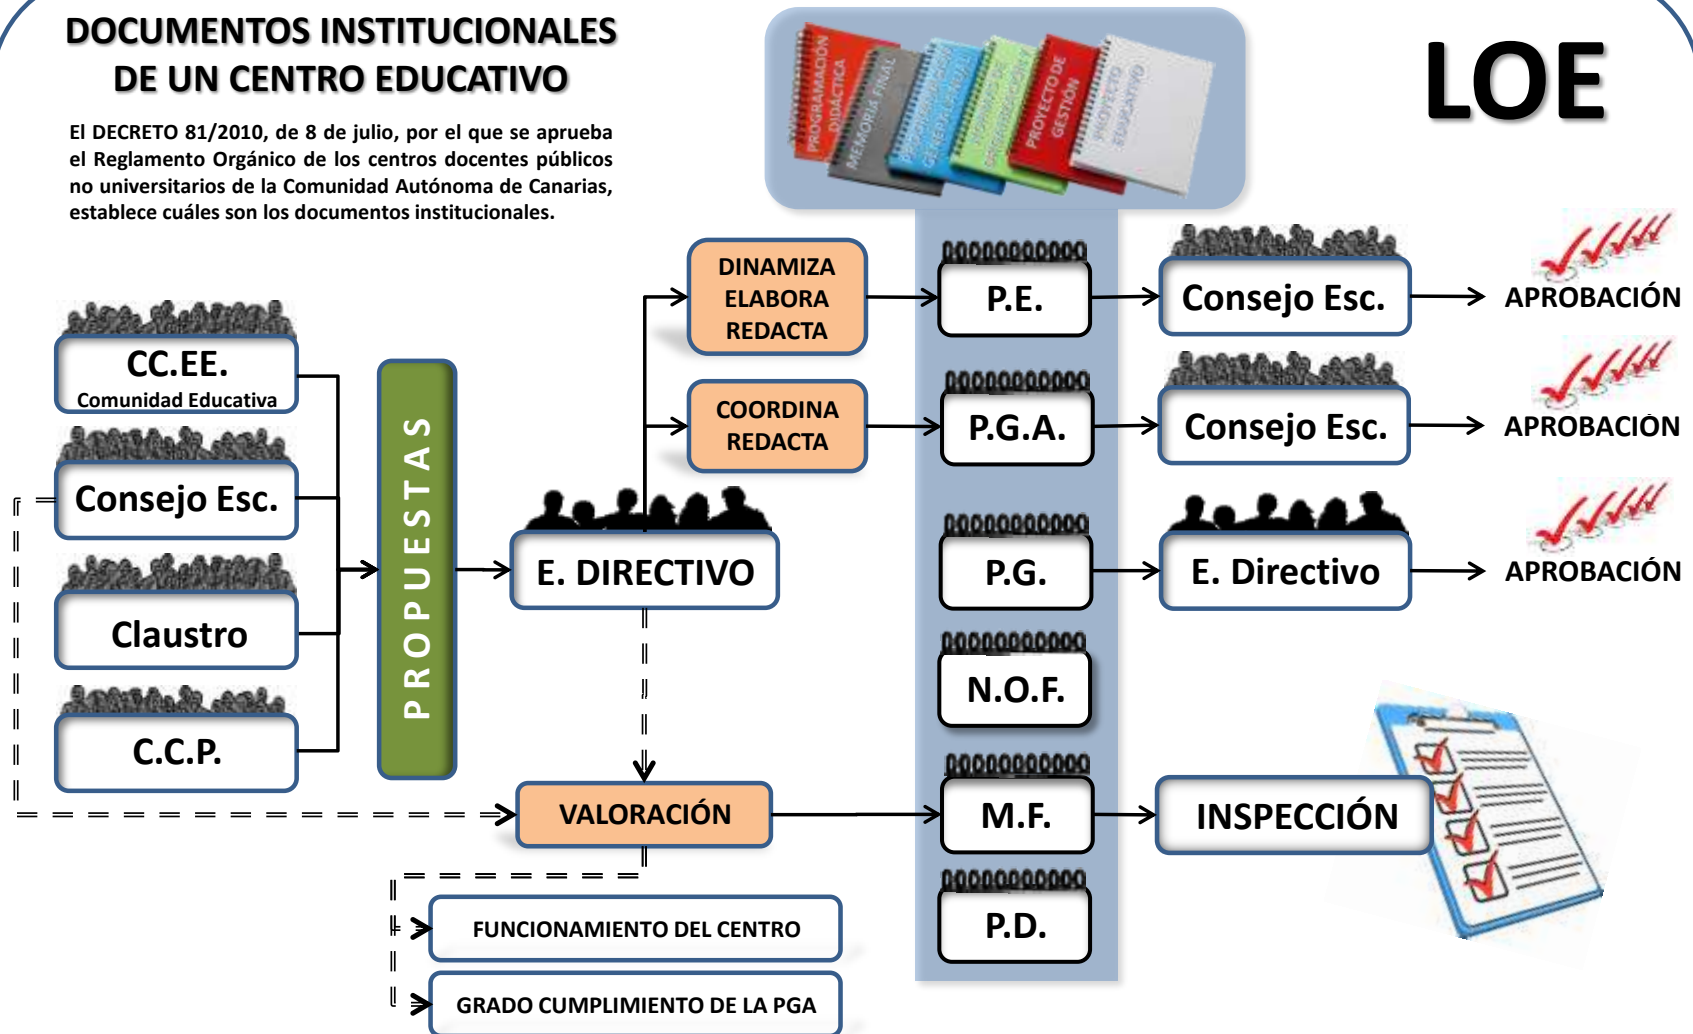 DOCUMENTOS INSTITUCIONALES
DE UN CENTRO EDUCATIVO
El DECRETO 81/2010, de 8 de julio, por el que se aprueba
el Reglamento Orgánico de los centros docentes públicos
no universitarios de la Comunidad Autónoma de Canarias,
establece cuáles son los documentos institucionales.
PROGRAMACIÓN
DIDÁCTICA
MEMORIA FINAL
PROYECTO DE
GESTIÓN
PROYECTO
EDUCATIVO
LOE
CC.EE.
Comunidad Educativa
Consejo Esc.
Claustro
C.C.P.
PROPUESTAS
E. DIRECTIVO
DINAMIZA
ELABORA
REDACTA
COORDINA
REDACTA
P.E.
Consejo Esc.
APROBACIÓN
P.G.A.
Consejo Esc.
APROBACIÓN
P.G.
E. Directivo
APROBACIÓN
N.O.F.
VALORACIÓN
M.F.
INSPECCIÓN
P.D.
FUNCIONAMIENTO DEL CENTRO
GRADO CUMPLIMIENTO DE LA PGA